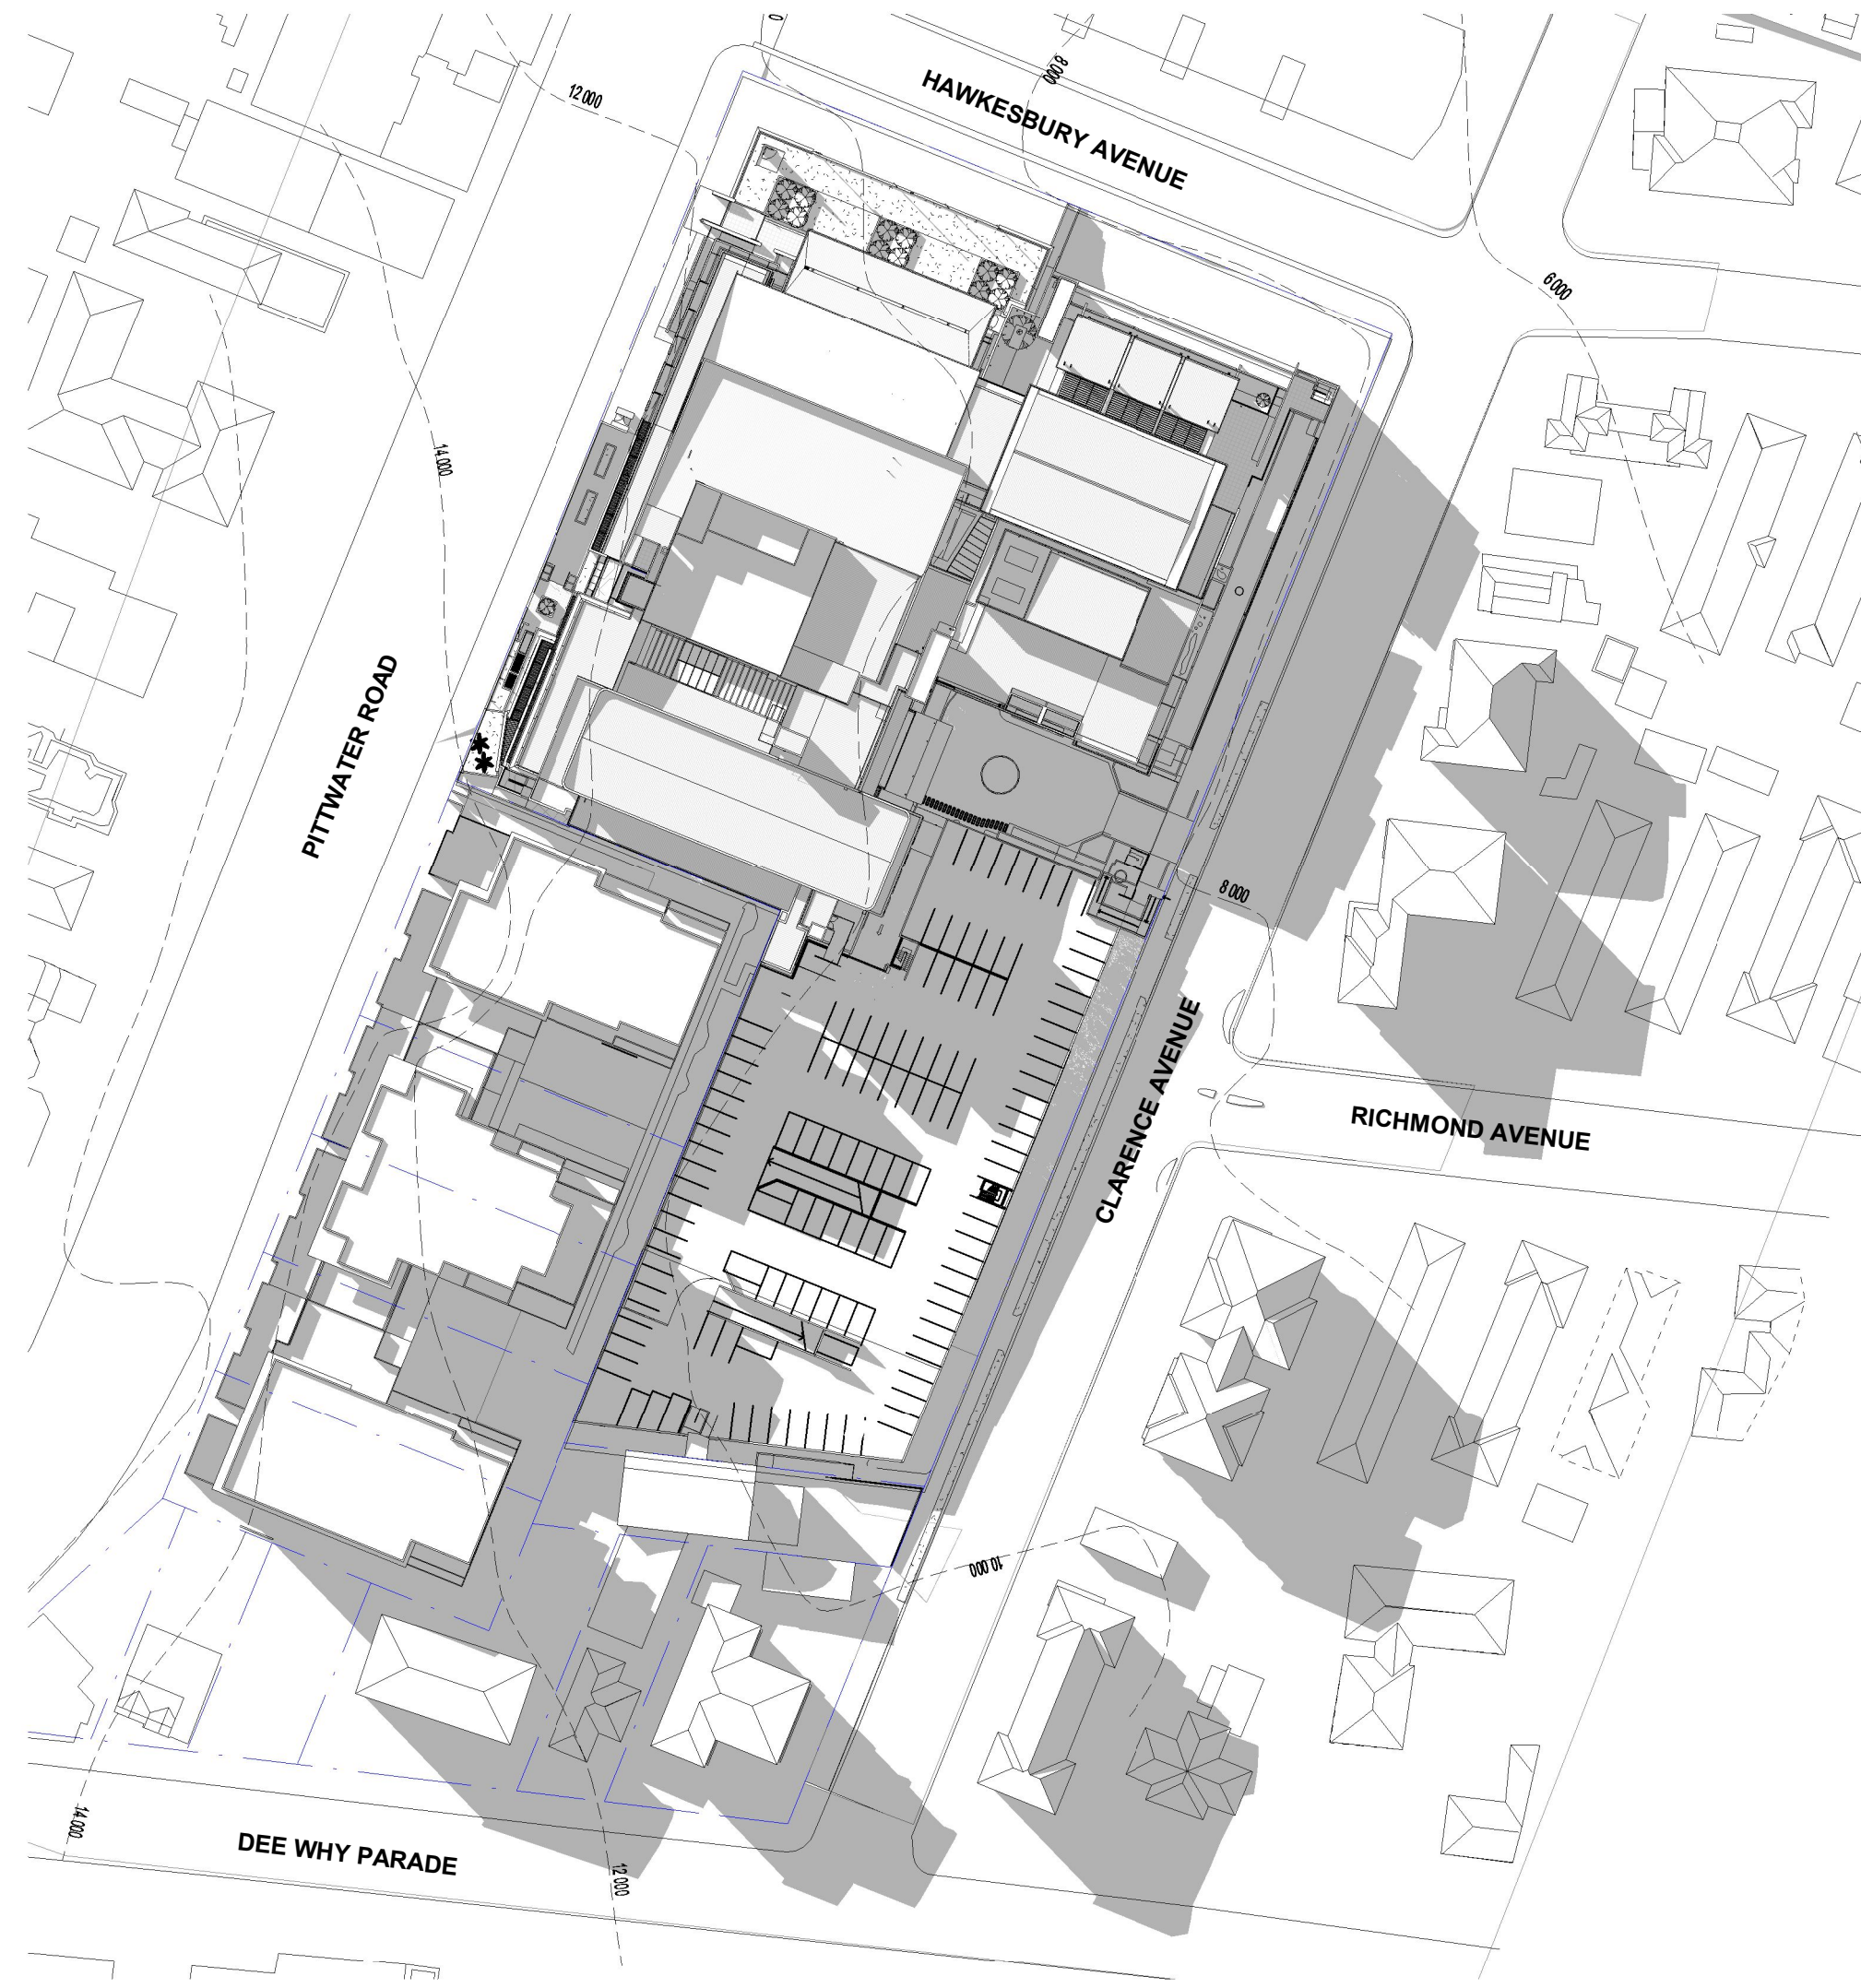 12 000
8 000
HAWKESBURY AVENUE
6 000
14 000
PITTWATER ROAD
8 000
CLARENCE AVENUE
RICHMOND AVENUE
10 000
14 000
DEE WHY PARADE
12 000